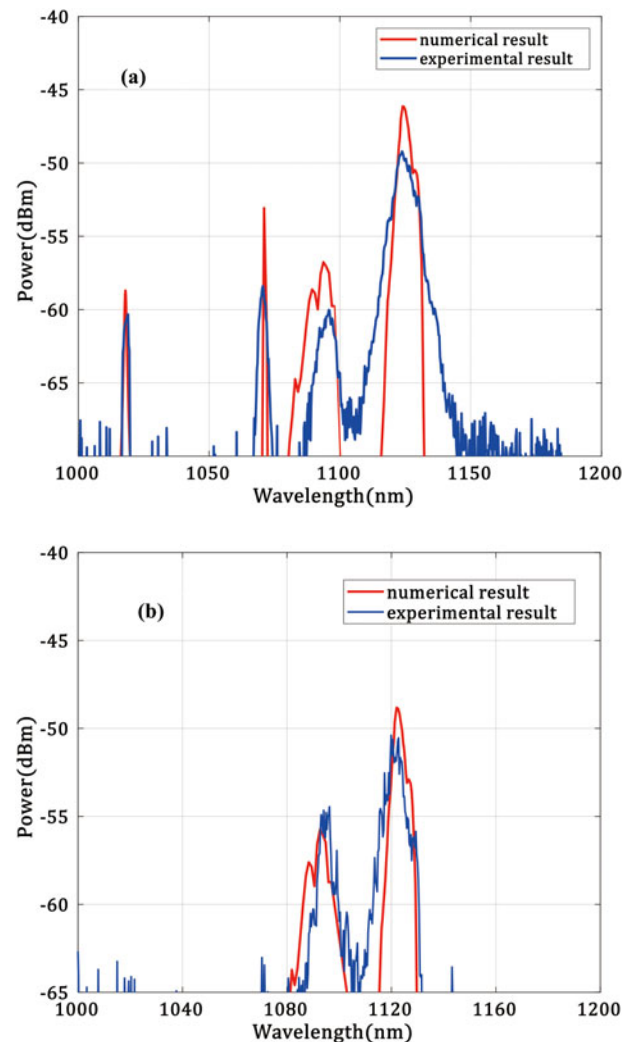 -40
numerical result
experimental result
(a)
-45
-50
-55
Power(dBm)
-60
-65
1000 1050 1100 1150 1200
Wavelength(nm)
-40
numerical result
experimental result
(b)
-45
-50
-55
Power(dBm)
-60
-65
1000 1040 1080 1120 1160 1200
Wavelength(nm)